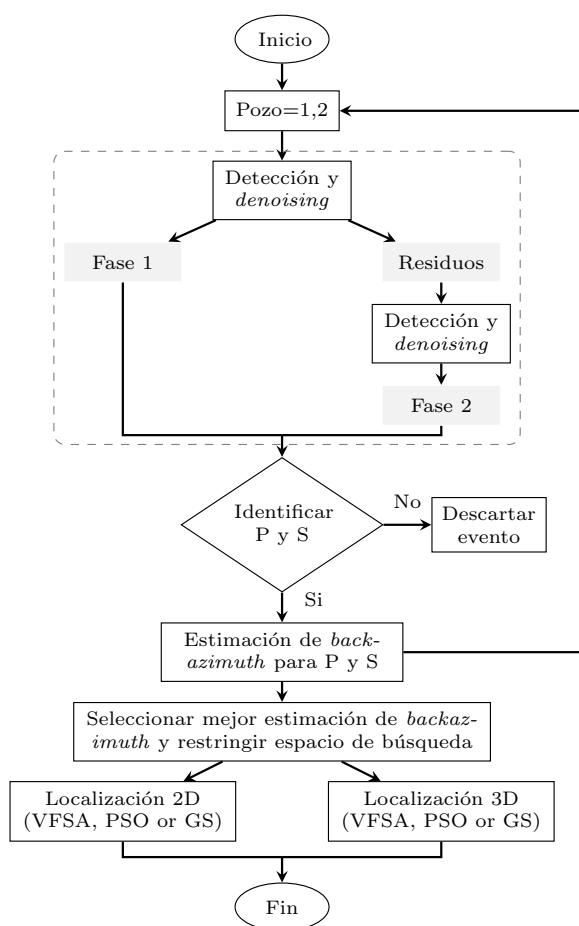 Inicio
Pozo=1,2
Detección y
denoising
Fase 1
Residuos
Detección y
denoising
Fase 2
Identificar
P y S
No
Descartar
evento
Si
Estimación de back-
azimuth para P y S
Seleccionar mejor estimación de backaz-
imuth y restringir espacio de búsqueda
Localización 2D
(VFSA, PSO or GS)
Localización 3D
(VFSA, PSO or GS)
Fin